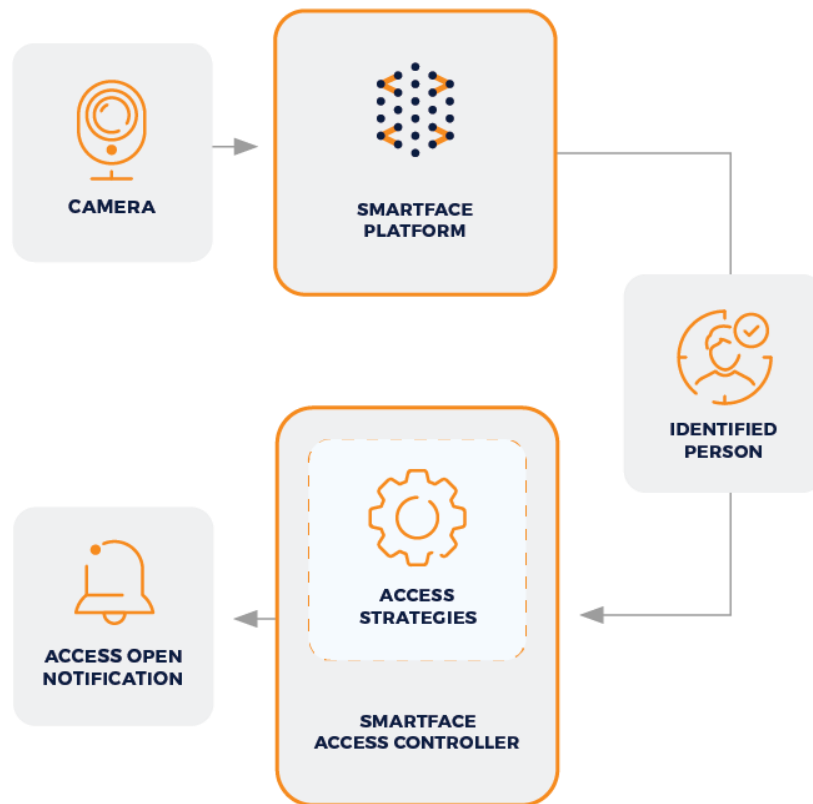 CAMERA
SMARTFACE
PLATFORM
IDENTIFIED
PERSON
ACCESS
STRATEGIES
SMARTFACE
ACCESS CONTROLLER
ACCESS OPEN
NOTIFICATION